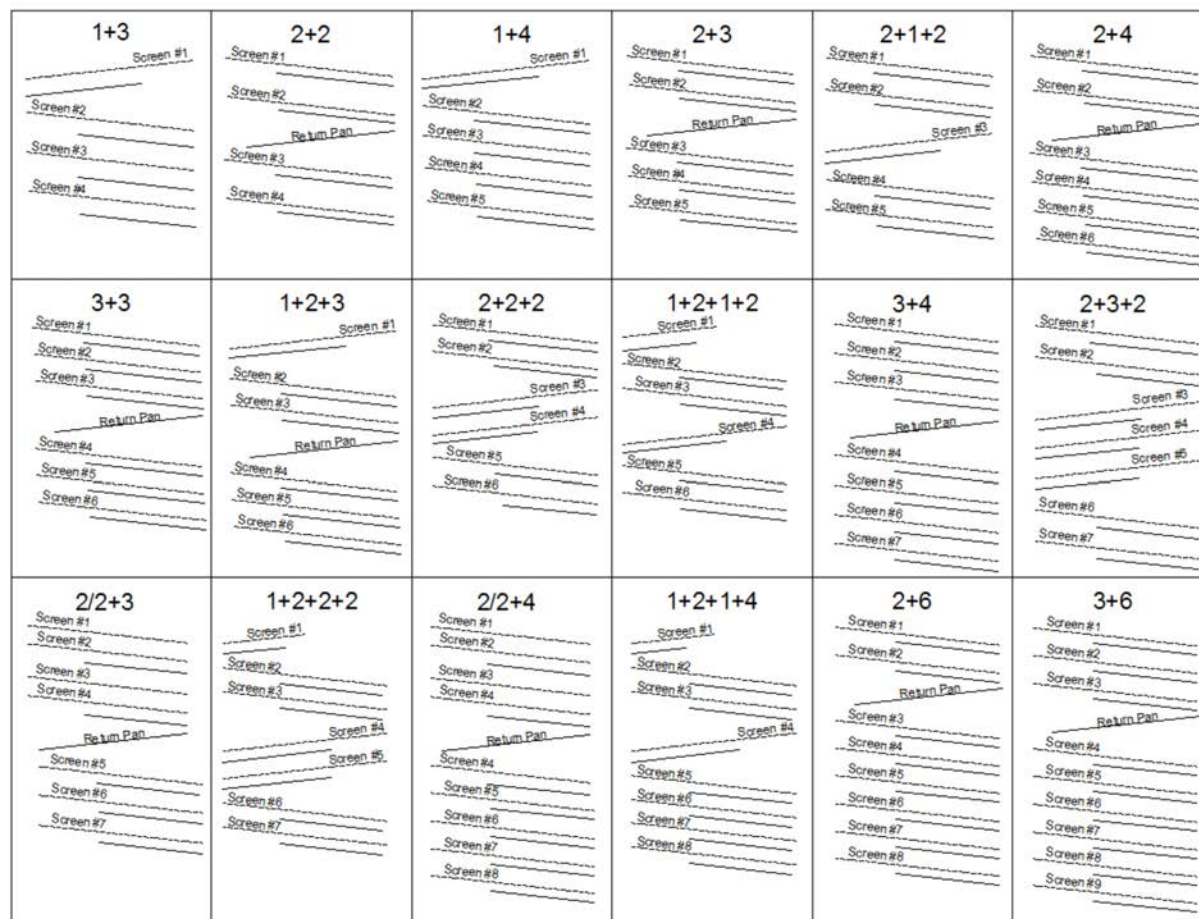 1+3
Screen #1
Screen #2
Screen #3
Screen #4
2+2
Screen #1
Screen #2
Return Pan
Screen #3
Screen #4
1+4
Screen #1
Screen #2
Screen #3
Screen #4
Screen #5
2+3
Screen #1
Screen #2
Return Pan
Screen #3
Screen #4
Screen #5
2+1+2
Screen #1
Screen #2
Screen #3
Screen #4
Screen #5
2+4
Screen #1
Screen #2
Return Pan
Screen #3
Screen #4
Screen #5
Screen #6
3+3
Screen #1
Screen #2
Screen #3
Return Pan
Screen #4
Screen #5
Screen #6
1+2+3
Screen #1
Screen #2
Screen #3
Return Pan
Screen #4
Screen #5
Screen #6
2+2+2
Screen #1
Screen #2
Screen #3
Screen #4
Screen #5
Screen #6
1+2+1+2
Screen #1
Screen #2
Screen #3
Screen #4
Screen #5
Screen #6
3+4
Screen #1
Screen #2
Screen #3
Return Pan
Screen #4
Screen #5
Screen #6
Screen #7
2+3+2
Screen #1
Screen #2
Screen #3
Screen #4
Screen #5
Screen #6
Screen #7
2/2+3
Screen #1
Screen #2
Screen #3
Screen #4
Return Pan
Screen #5
Screen #6
Screen #7
1+2+2+2
Screen #1
Screen #2
Screen #3
Screen #4
Screen #5
Screen #6
Screen #7
2/2+4
Screen #1
Screen #2
Screen #3
Screen #4
Return Pan
Screen #4
Screen #5
Screen #6
Screen #7
Screen #8
1+2+1+4
Screen #1
Screen #2
Screen #3
Screen #4
Screen #5
Screen #6
Screen #7
Screen #8
2+6
Screen #1
Screen #2
Return Pan
Screen #3
Screen #4
Screen #5
Screen #6
Screen #7
Screen #8
3+6
Screen #1
Screen #2
Screen #3
Return Pan
Screen #4
Screen #5
Screen #6
Screen #7
Screen #8
Screen #9